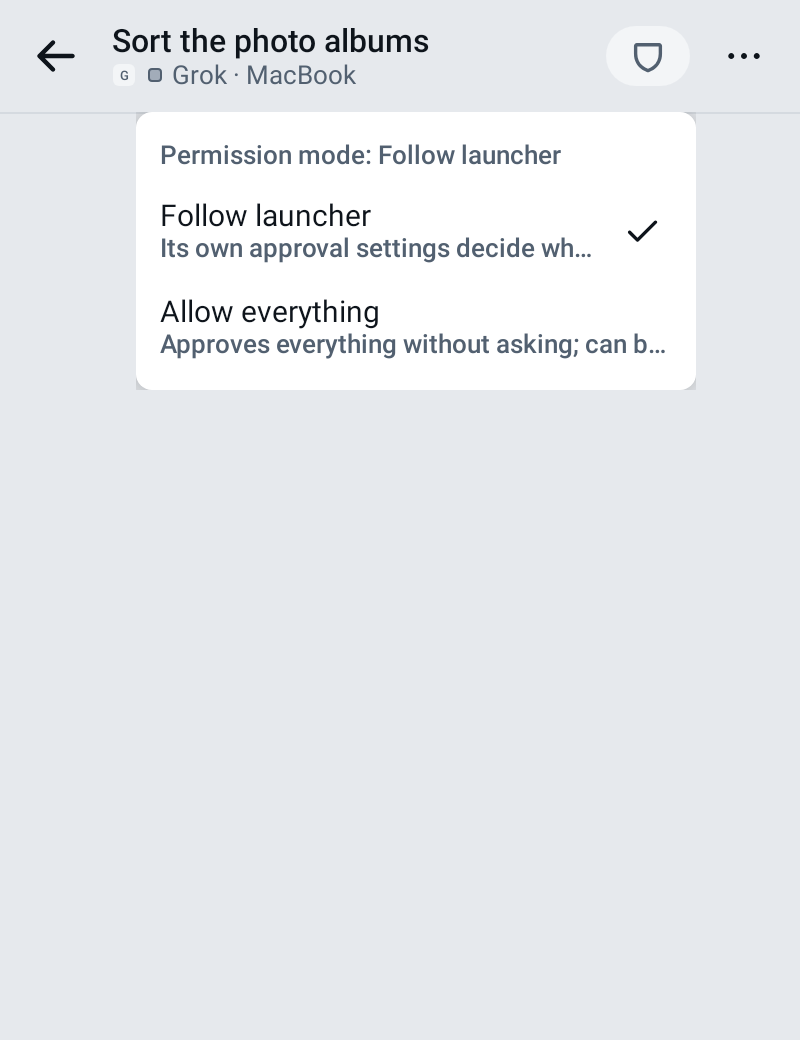 Sort the photo albums
G Grok · MacBook
Permission mode: Follow launcher
Follow launcher
Its own approval settings decide wh…
Allow everything
Approves everything without asking; can b…